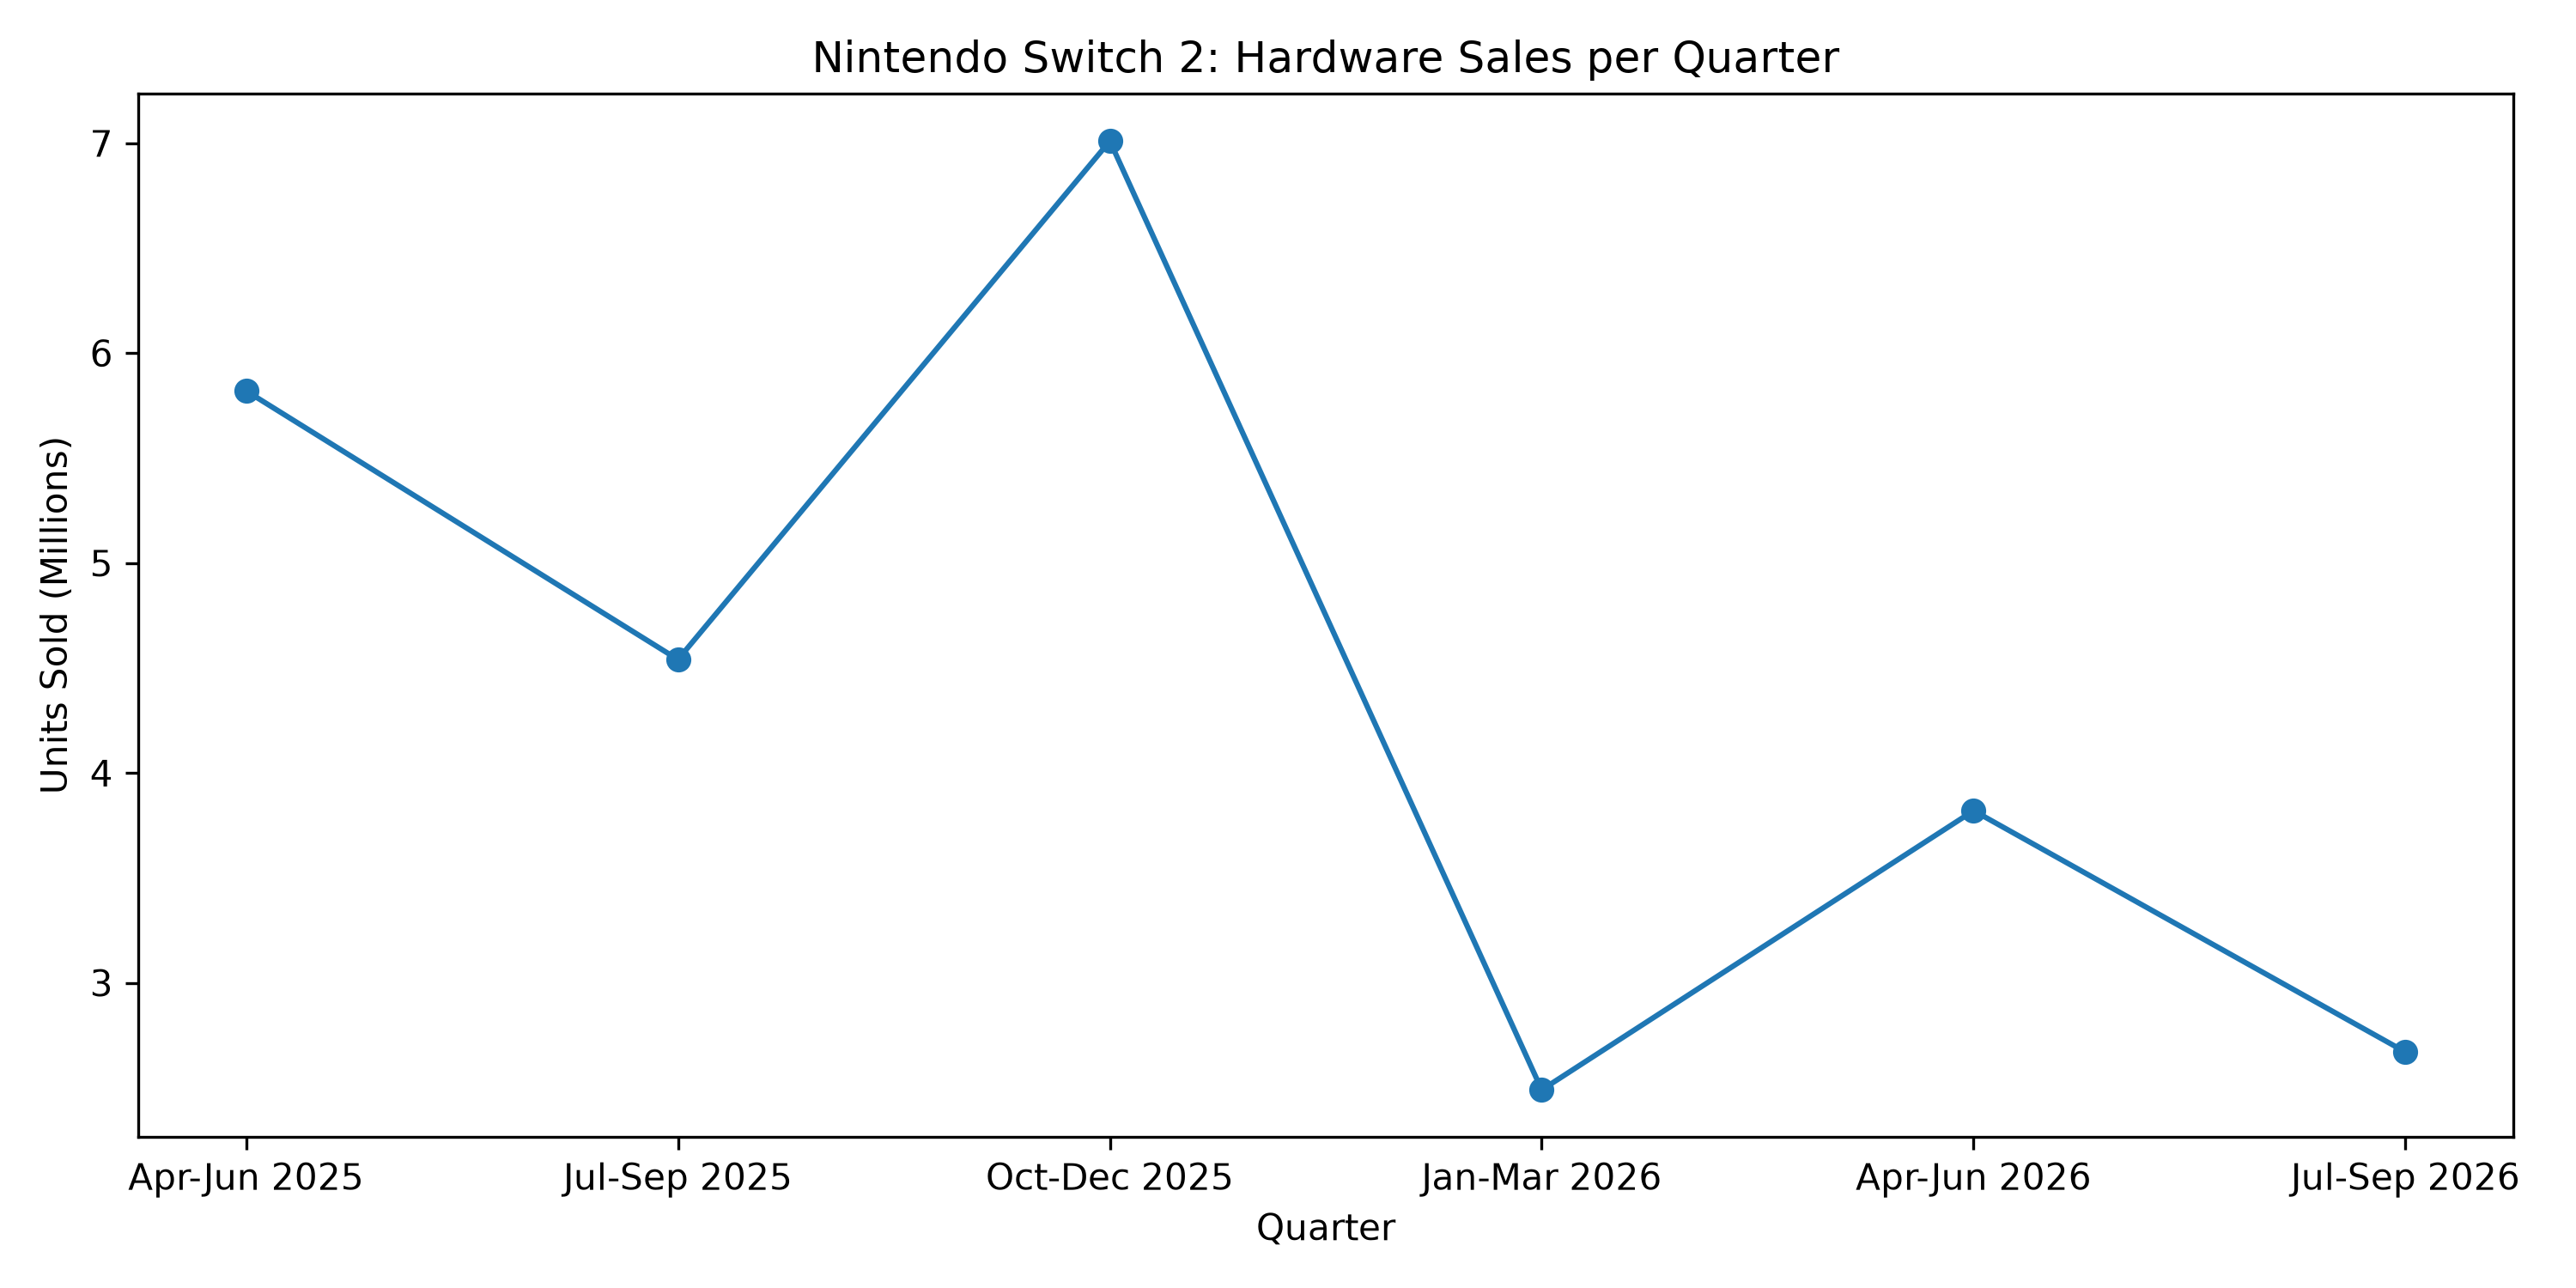 Nintendo Switch 2: Hardware Sales per Quarter
Units Sold (Millions)
7
6
5
4
3
Apr-Jun 2025
Jul-Sep 2025
Oct-Dec 2025
Jan-Mar 2026
Apr-Jun 2026
Jul-Sep 2026
Quarter